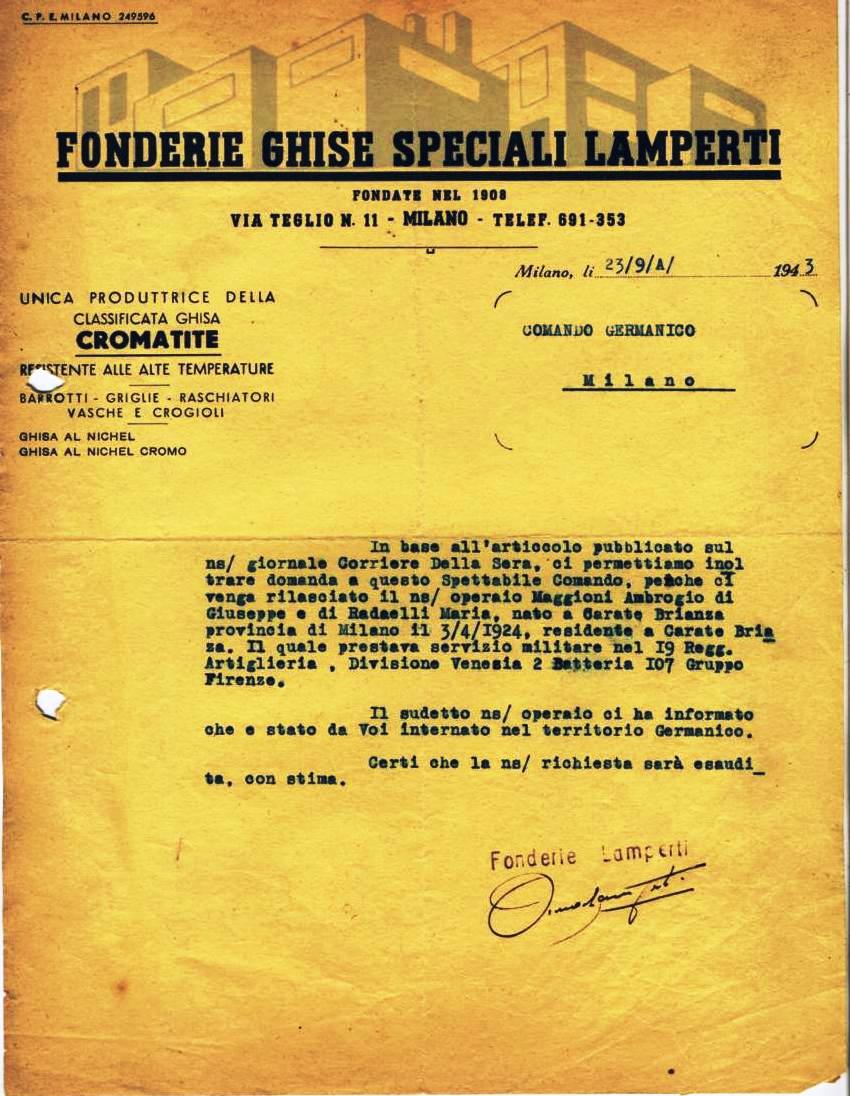 C. P. E. MILANO 249596
FONDERIE GHISE SPECIALI LAMPERTI
FONDATE NEL 1908
VIA TEGLIO N. 11 - MILANO - TELEF. 691-353
Milano, li 23/9/A/ 1943
UNICA PRODUTTRICE DELLA
CLASSIFICATA GHISA
CROMATITE
RESISTENTE ALLE ALTE TEMPERATURE
BARROTTI - GRIGLIE - RASCHIATORI
VASCHE E CROGIOLI
GHISA AL NICHEL
GHISA AL NICHEL CROMO
COMANDO GERMANICO
Milano
In base all'articcolo pubblicato sul
ns/ giornale Corriere Della Sera, ci permettiamo inol
trare domanda a questo Spettabile Comando, perche ci
venga rilasciato il ns/ operaio Maggioni Ambrogio di
Giuseppe e di Radaelli Maria, nato a Carate Brianza
provincia di Milano il 3/4/1924, residente a Carate Bria
za. Il quale prestava servizio militare nel I9 Regg.
Artiglieria , Divisione Venesia 2 Batteria I07 Gruppo
Firenze.
Il sudetto ns/ operaio ci ha informato
che e stato da Voi internato nel territorio Germanico.
Certi che la ns/ richiesta sarà esaudi_
ta, con stima.
Fonderie Lamperti